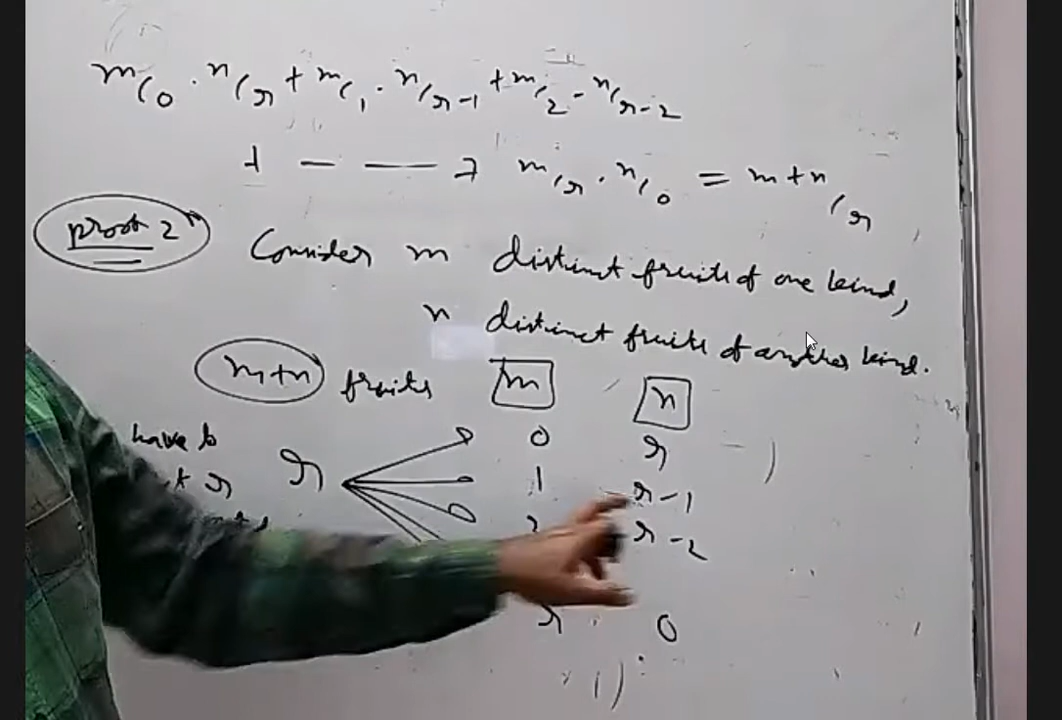 mC0 . nCr + mC1 . nCr-1 + mC2 . nCr-2
+ — —— + mCr . nC0 = m+nCr
proof 2
Consider m distinct fruits of one kind,
n distinct fruits of another kind.
m+n fruits m n
have to
r 0 r
r 1 r-1
2 r-2
r 0